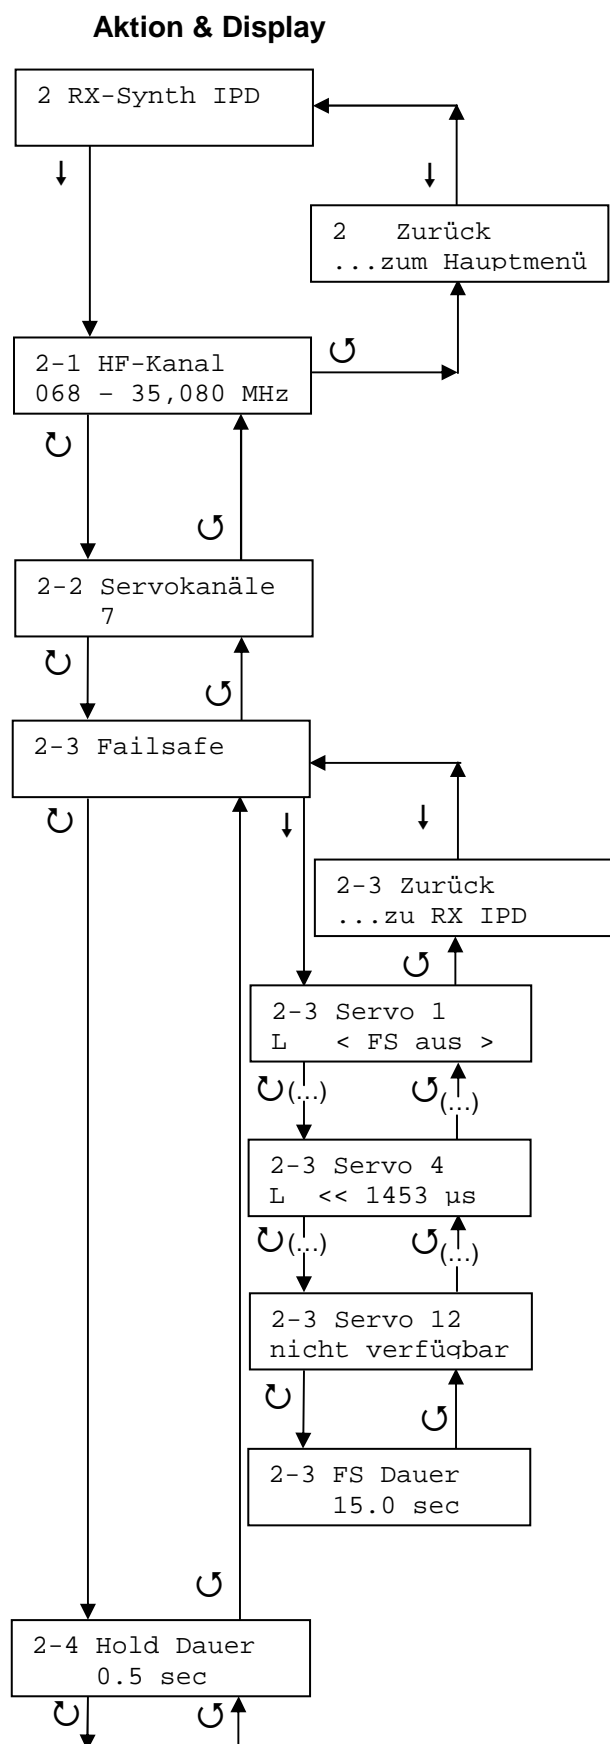 Aktion & Display
2 RX-Synth IPD
2 Zurück
...zum Hauptmenü
2-1 HF-Kanal
068 – 35,080 MHz
2-2 Servokanäle
7
2-3 Failsafe
2-3 Zurück
...zu RX IPD
2-3 Servo 1
L < FS aus >
(…) (…)
2-3 Servo 4
L << 1453 µs
(…) (…)
2-3 Servo 12
nicht verfügbar
2-3 FS Dauer
15.0 sec
2-4 Hold Dauer
0.5 sec